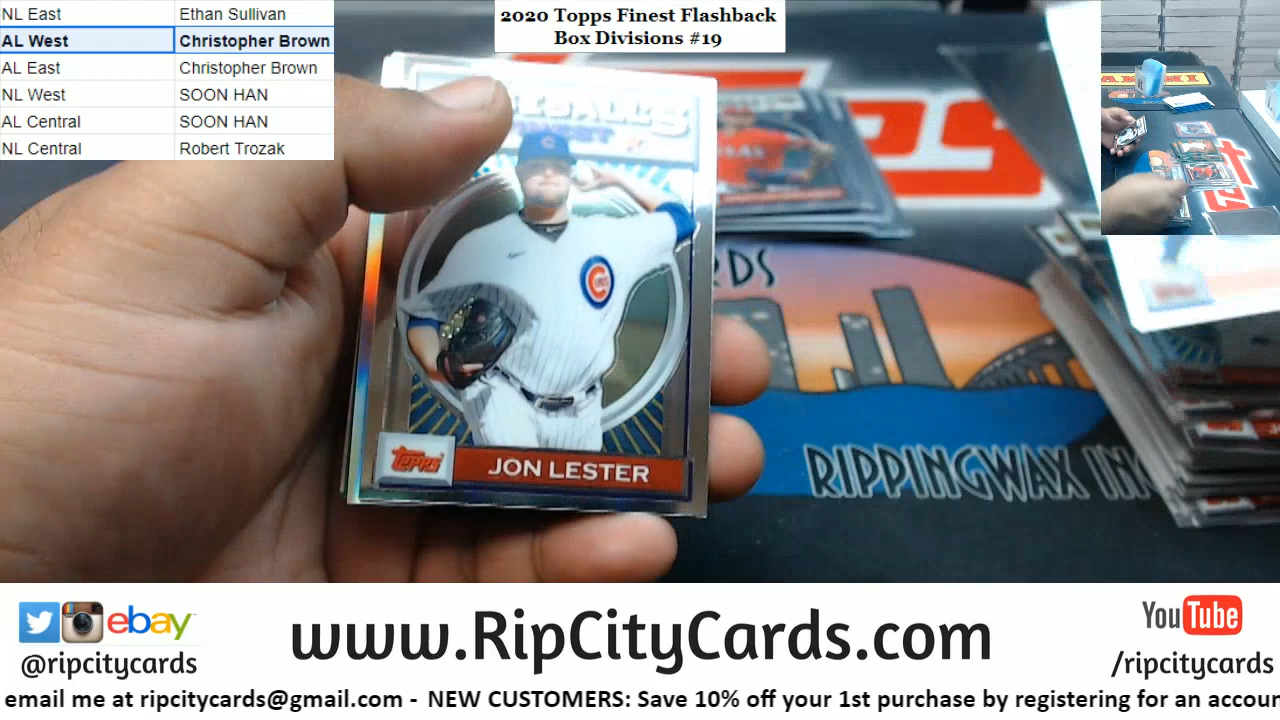 NL East Ethan Sullivan
AL West Christopher Brown
AL East Christopher Brown
NL West SOON HAN
AL Central SOON HAN
NL Central Robert Trozak
2020 Topps Finest Flashback
Box Divisions #19
TOPPS
JON LESTER
RIPPINGWAX IN
ebay
@ripcitycards
www.RipCityCards.com
YouTube
/ripcitycards
email me at ripcitycards@gmail.com - NEW CUSTOMERS: Save 10% off your 1st purchase by registering for an accoun